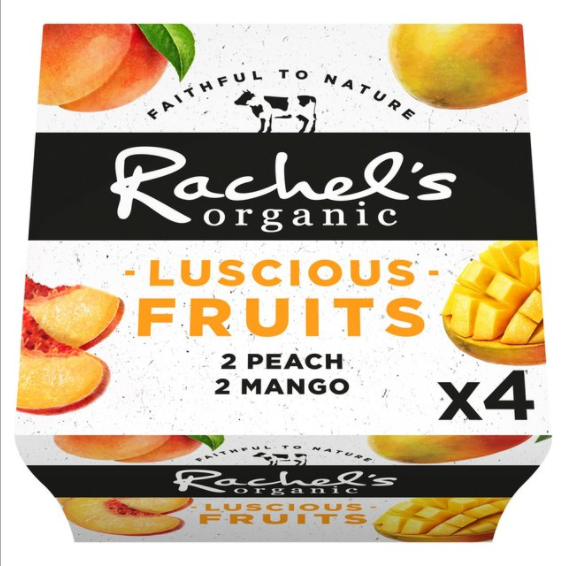 FAITHFUL TO NATURE
Rachel's
organic
- LUSCIOUS -
FRUITS
2 PEACH
2 MANGO
x4
FAITHFUL TO NATURE
Rachel's
organic
- LUSCIOUS -
FRUITS